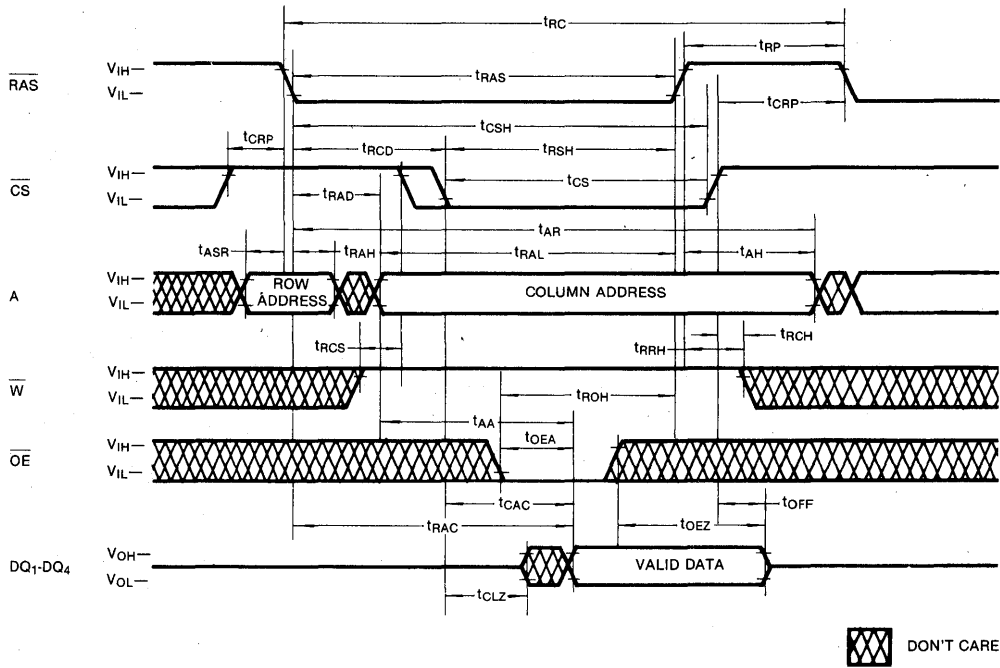 tRC
tRP
RAS
VIH—
VIL—
tRAS
tCRP
tCSH
tCRP
tRCD
tRSH
CS
VIH—
VIL—
tCS
tRAD
tAR
tASR
tRAH
tRAL
tAH
A
VIH—
VIL—
ROW
ADDRESS
COLUMN ADDRESS
tRCS
tRRH
tRCH
W
VIH—
VIL—
tROH
tAA
tOEA
OE
VIH—
VIL—
tCAC
tOFF
tRAC
tOEZ
DQ1-DQ4
VOH—
VOL—
VALID DATA
tCLZ
DON'T CARE